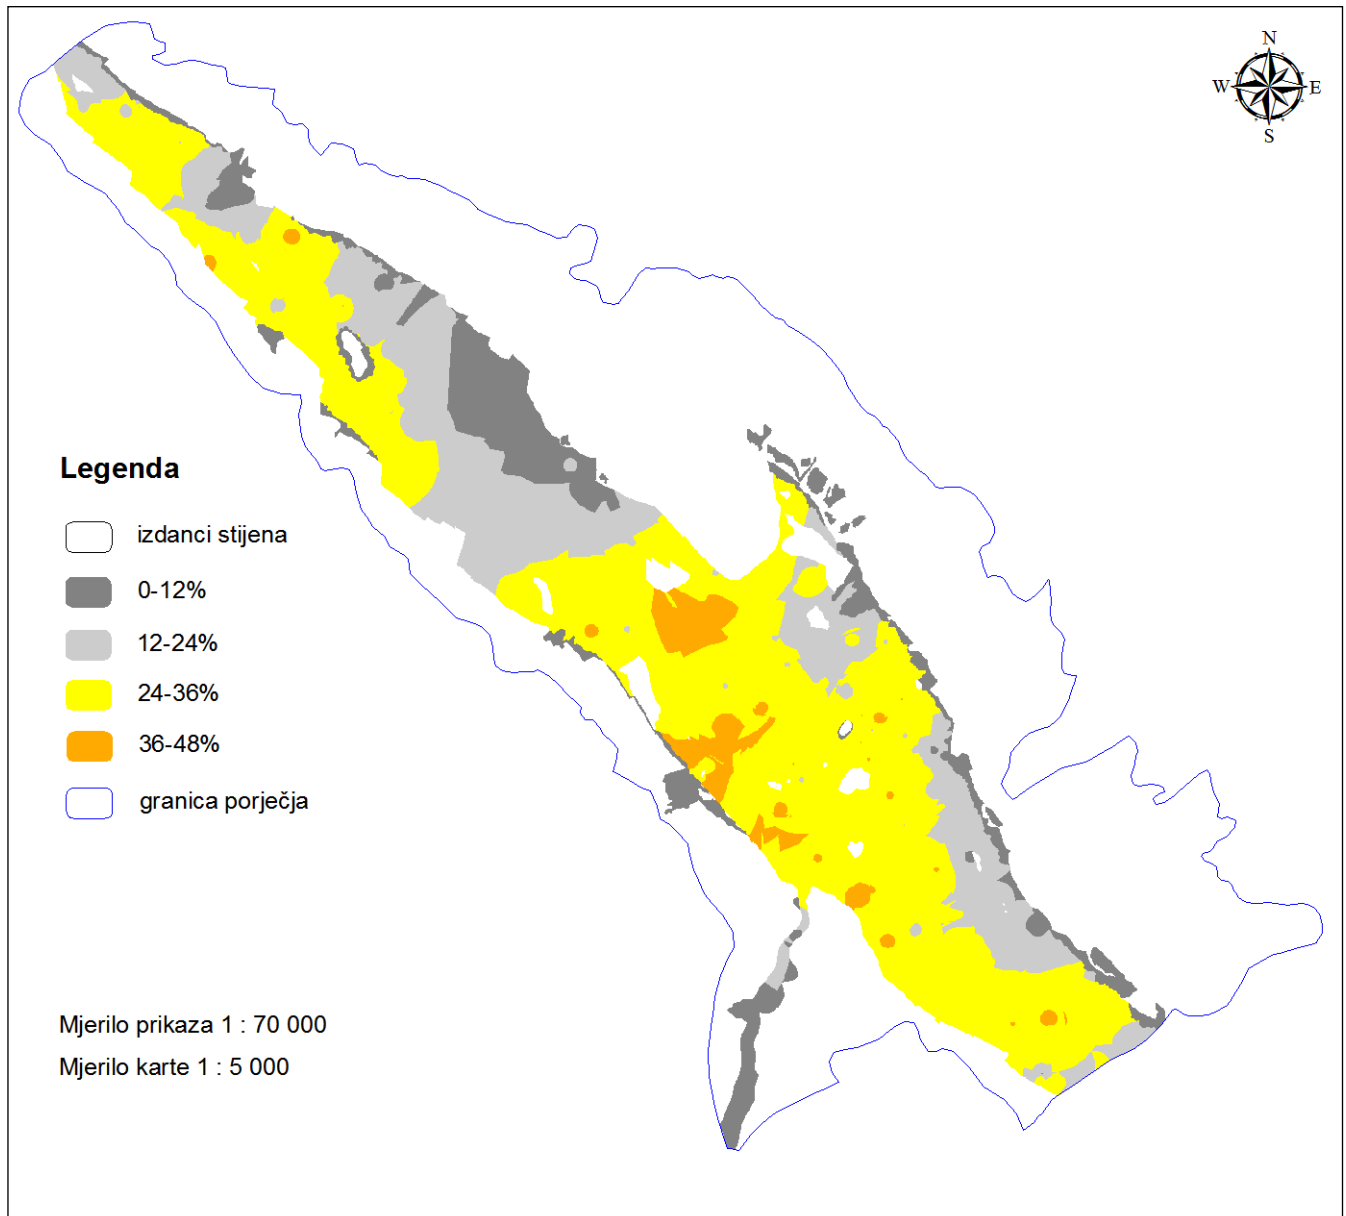 N
W
E
S
Legenda
izdanci stijena
0-12%
12-24%
24-36%
36-48%
granica porječja
Mjerilo prikaza 1 : 70 000
Mjerilo karte 1 : 5 000